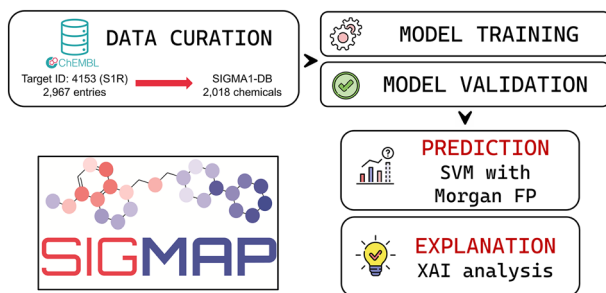 DATA CURATION
ChEMBL
Target ID: 4153 (S1R)
2,967 entries
SIGMA1-DB
2,018 chemicals
MODEL TRAINING
MODEL VALIDATION
PREDICTION
SVM with
Morgan FP
EXPLANATION
XAI analysis
SIGMAP
?